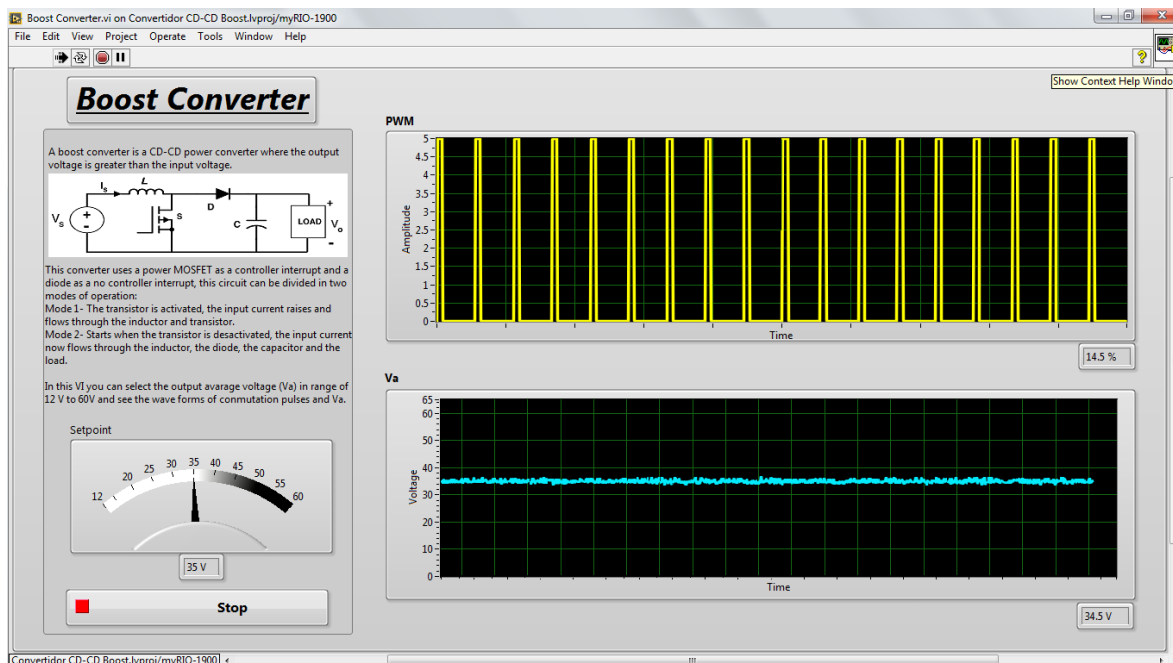 Boost Converter.vi on Convertidor CD-CD Boost.lvproj/myRIO-1900
File Edit View Project Operate Tools Window Help
?
Show Context Help Windo
Boost Converter
A boost converter is a CD-CD power converter where the output
voltage is greater than the input voltage.
Is
L
Vs
+
-
S
D
C
LOAD
+
Vo
-
This converter uses a power MOSFET as a controller interrupt and a
diode as a no controller interrupt, this circuit can be divided in two
modes of operation:
Mode 1- The transistor is activated, the input current raises and
flows through the inductor and transistor.
Mode 2- Starts when the transistor is desactivated, the input current
now flows through the inductor, the diode, the capacitor and the
load.
In this VI you can select the output avarage voltage (Va) in range of
12 V to 60V and see the wave forms of conmutation pulses and Va.
Setpoint
12 20 25 30 35 40 45 50 55 60
35 V
Stop
PWM
Amplitude
5
4.5
4
3.5
3
2.5
2
1.5
1
0.5
0
Time
14.5 %
Va
Voltage
65
60
50
40
30
20
10
0
Time
34.5 V
Convertidor CD-CD Boost.lvproj/myRIO-1900